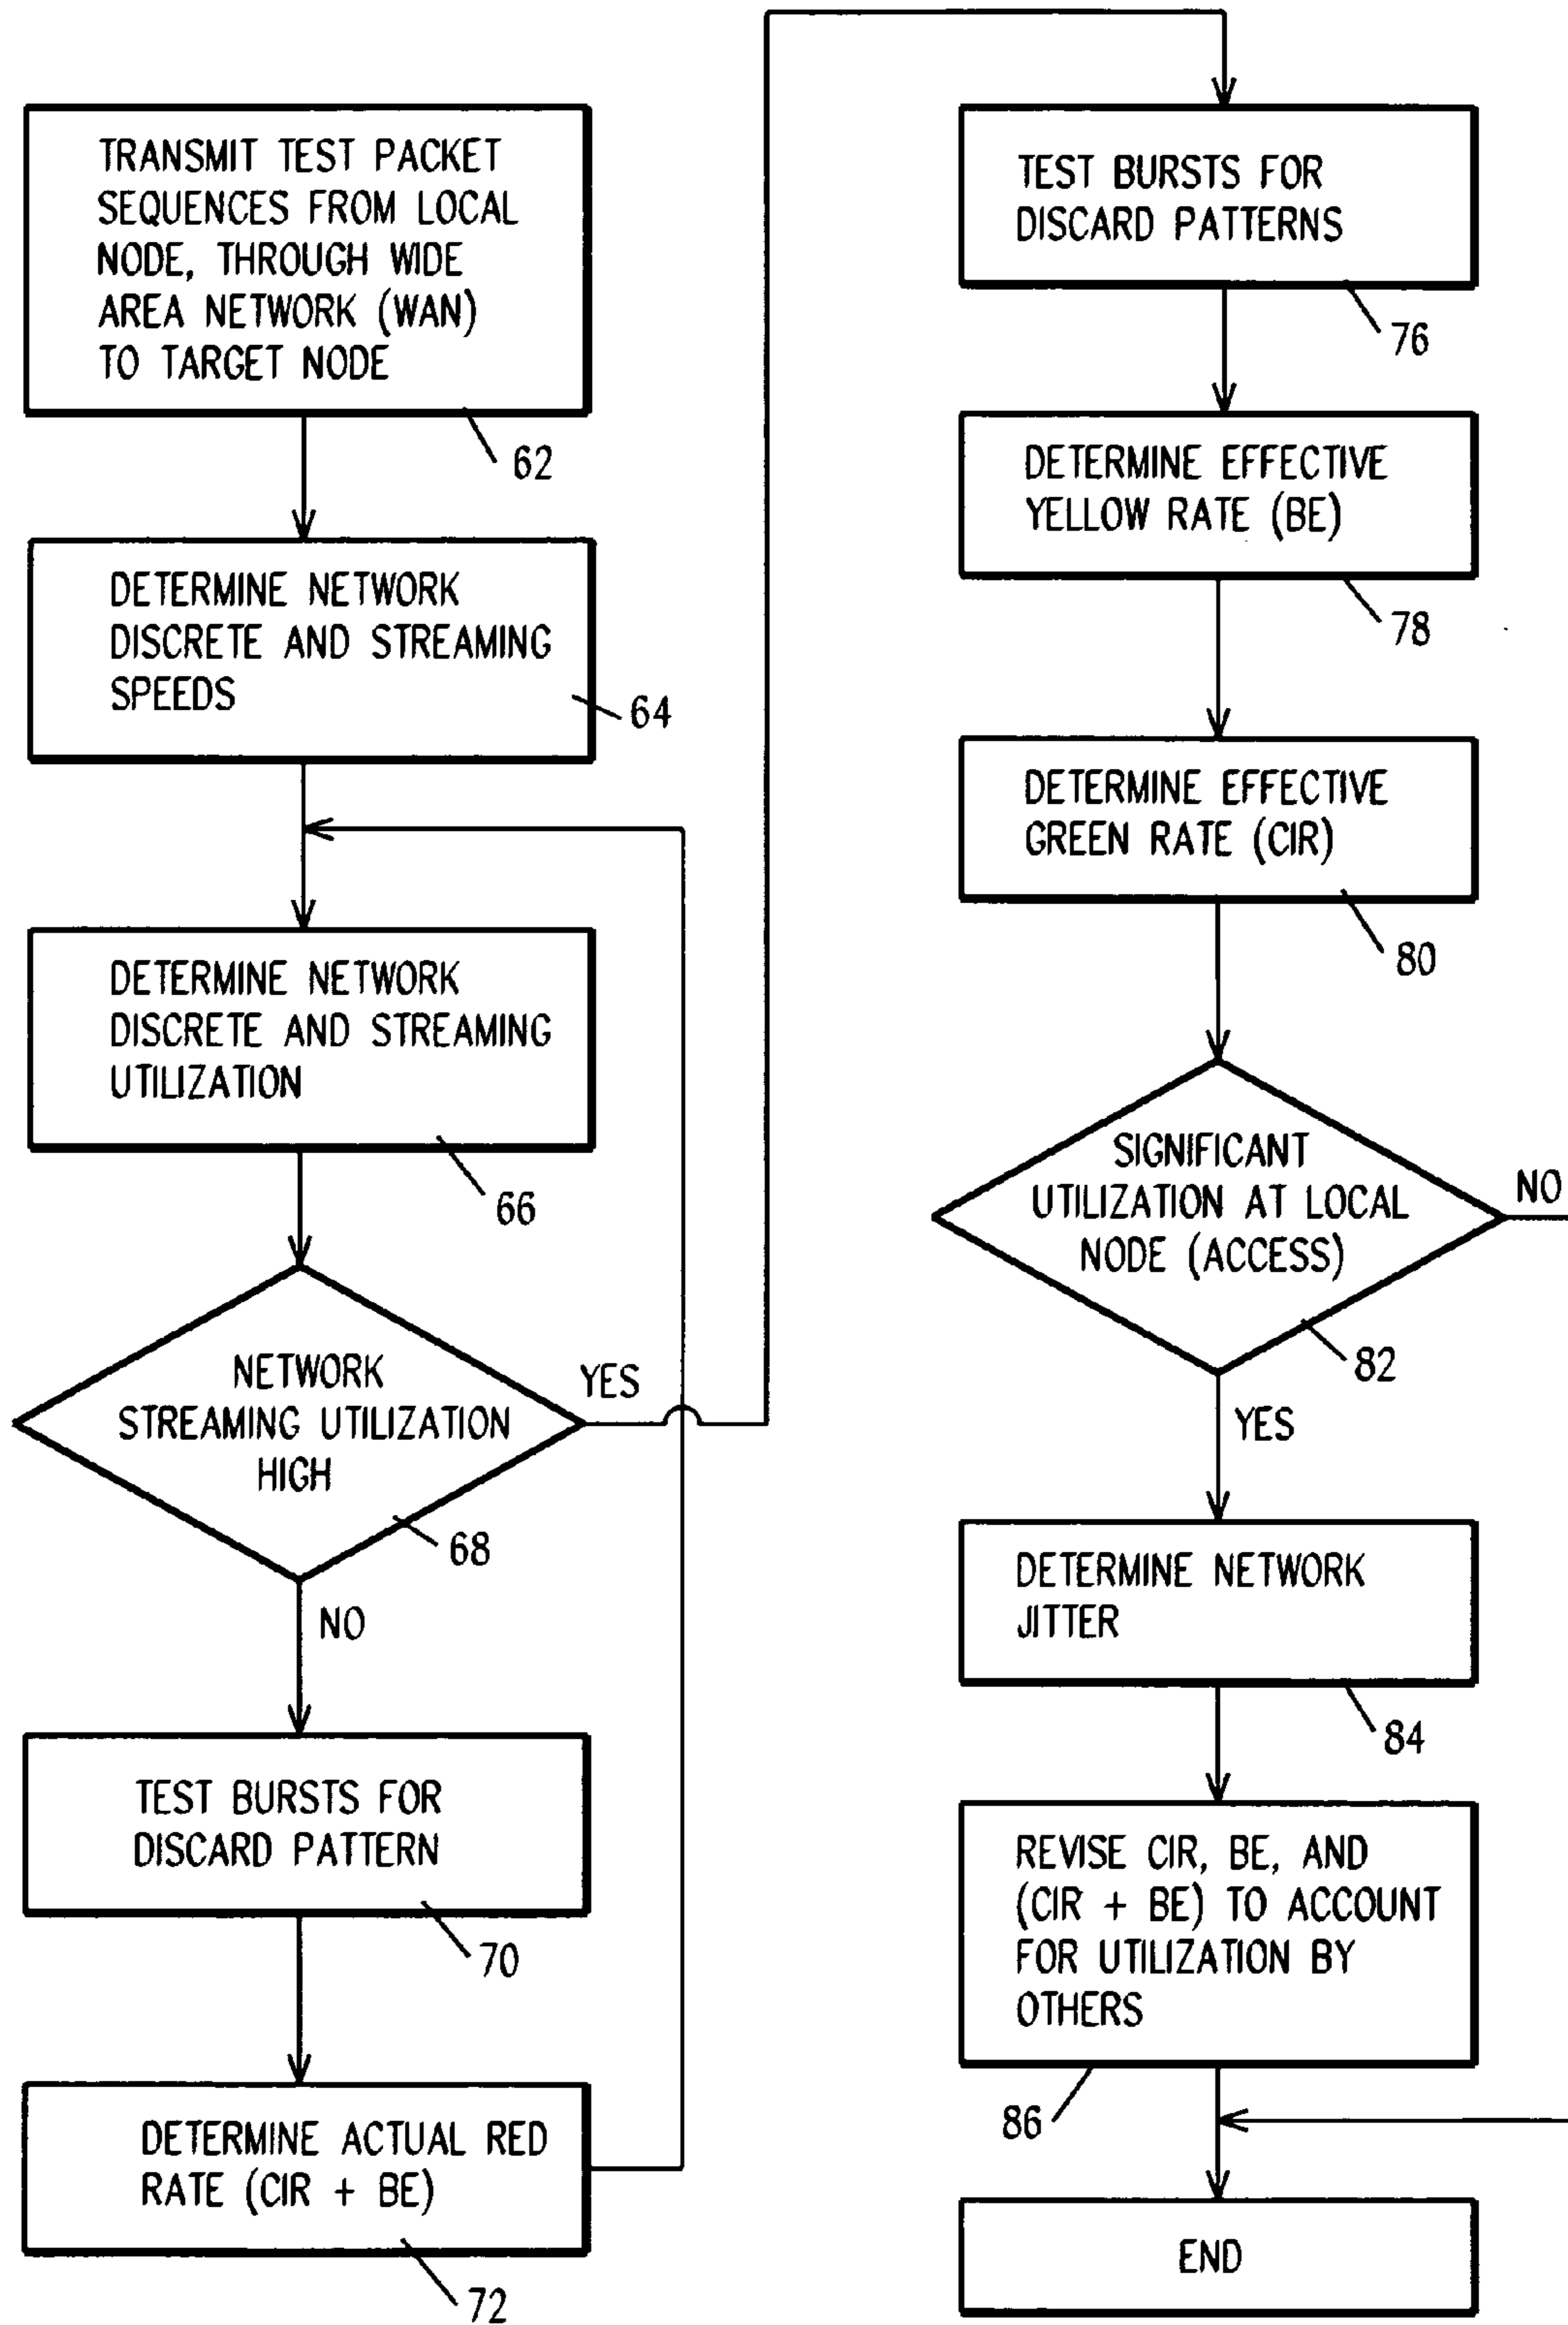 TRANSMIT TEST PACKET
SEQUENCES FROM LOCAL
NODE, THROUGH WIDE
AREA NETWORK (WAN)
TO TARGET NODE
62
DETERMINE NETWORK
DISCRETE AND STREAMING
SPEEDS
64
DETERMINE NETWORK
DISCRETE AND STREAMING
UTILIZATION
66
NETWORK
STREAMING UTILIZATION
HIGH
YES
68
NO
TEST BURSTS FOR
DISCARD PATTERN
70
DETERMINE ACTUAL RED
RATE (CIR + BE)
72
TEST BURSTS FOR
DISCARD PATTERNS
76
DETERMINE EFFECTIVE
YELLOW RATE (BE)
78
DETERMINE EFFECTIVE
GREEN RATE (CIR)
80
SIGNIFICANT
UTILIZATION AT LOCAL
NODE (ACCESS)
NO
82
YES
DETERMINE NETWORK
JITTER
84
REVISE CIR, BE, AND
(CIR + BE) TO ACCOUNT
FOR UTILIZATION BY
OTHERS
86
END